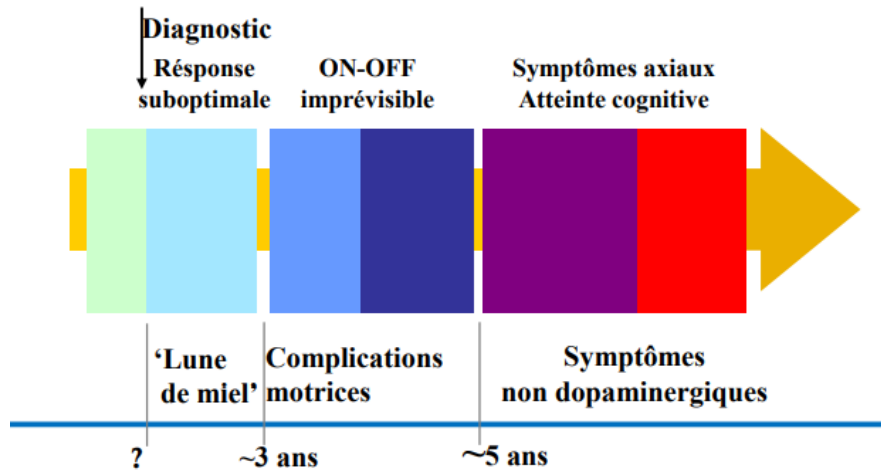 Diagnostic
Résponse
suboptimale
ON-OFF
imprévisible
Symptômes axiaux
Atteinte cognitive
‘Lune
de miel’
Complications
motrices
Symptômes
non dopaminergiques
?
~3 ans
~5 ans